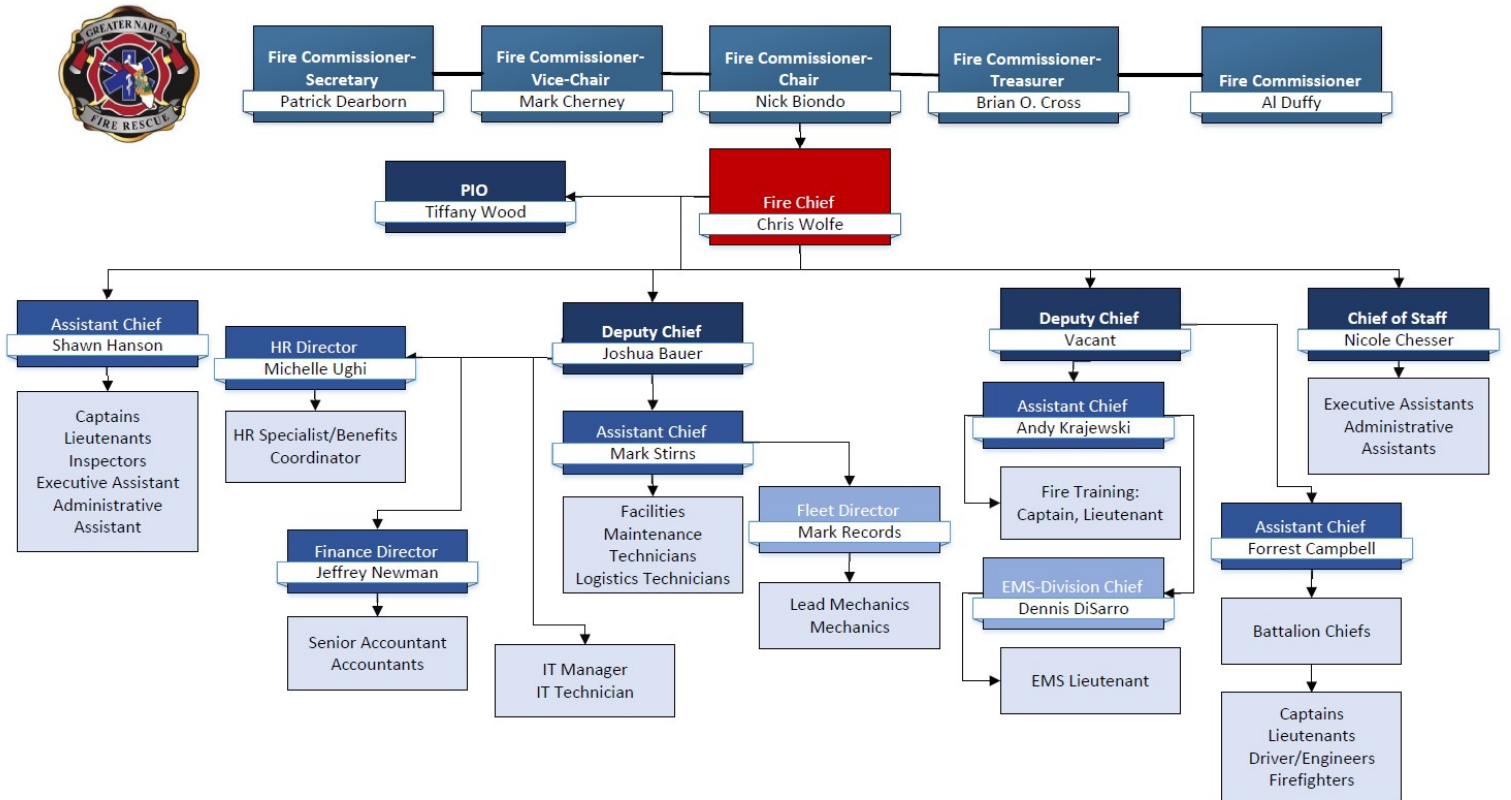 GREATER NAPLES
FIRE RESCUE
Fire Commissioner-
Secretary
Patrick Dearborn
Fire Commissioner-
Vice-Chair
Mark Cherney
Fire Commissioner-
Chair
Nick Biondo
Fire Commissioner-
Treasurer
Brian O. Cross
Fire Commissioner
Al Duffy
PIO
Tiffany Wood
Fire Chief
Chris Wolfe
Assistant Chief
Shawn Hanson
Captains
Lieutenants
Inspectors
Executive Assistant
Administrative
Assistant
HR Director
Michelle Ughi
HR Specialist/Benefits
Coordinator
Finance Director
Jeffrey Newman
Senior Accountant
Accountants
Deputy Chief
Joshua Bauer
Assistant Chief
Mark Stirns
Facilities
Maintenance
Technicians
Logistics Technicians
IT Manager
IT Technician
Fleet Director
Mark Records
Lead Mechanics
Mechanics
Deputy Chief
Vacant
Assistant Chief
Andy Krajewski
Fire Training:
Captain, Lieutenant
EMS-Division Chief
Dennis DiSarro
EMS Lieutenant
Assistant Chief
Forrest Campbell
Battalion Chiefs
Captains
Lieutenants
Driver/Engineers
Firefighters
Chief of Staff
Nicole Chesser
Executive Assistants
Administrative
Assistants